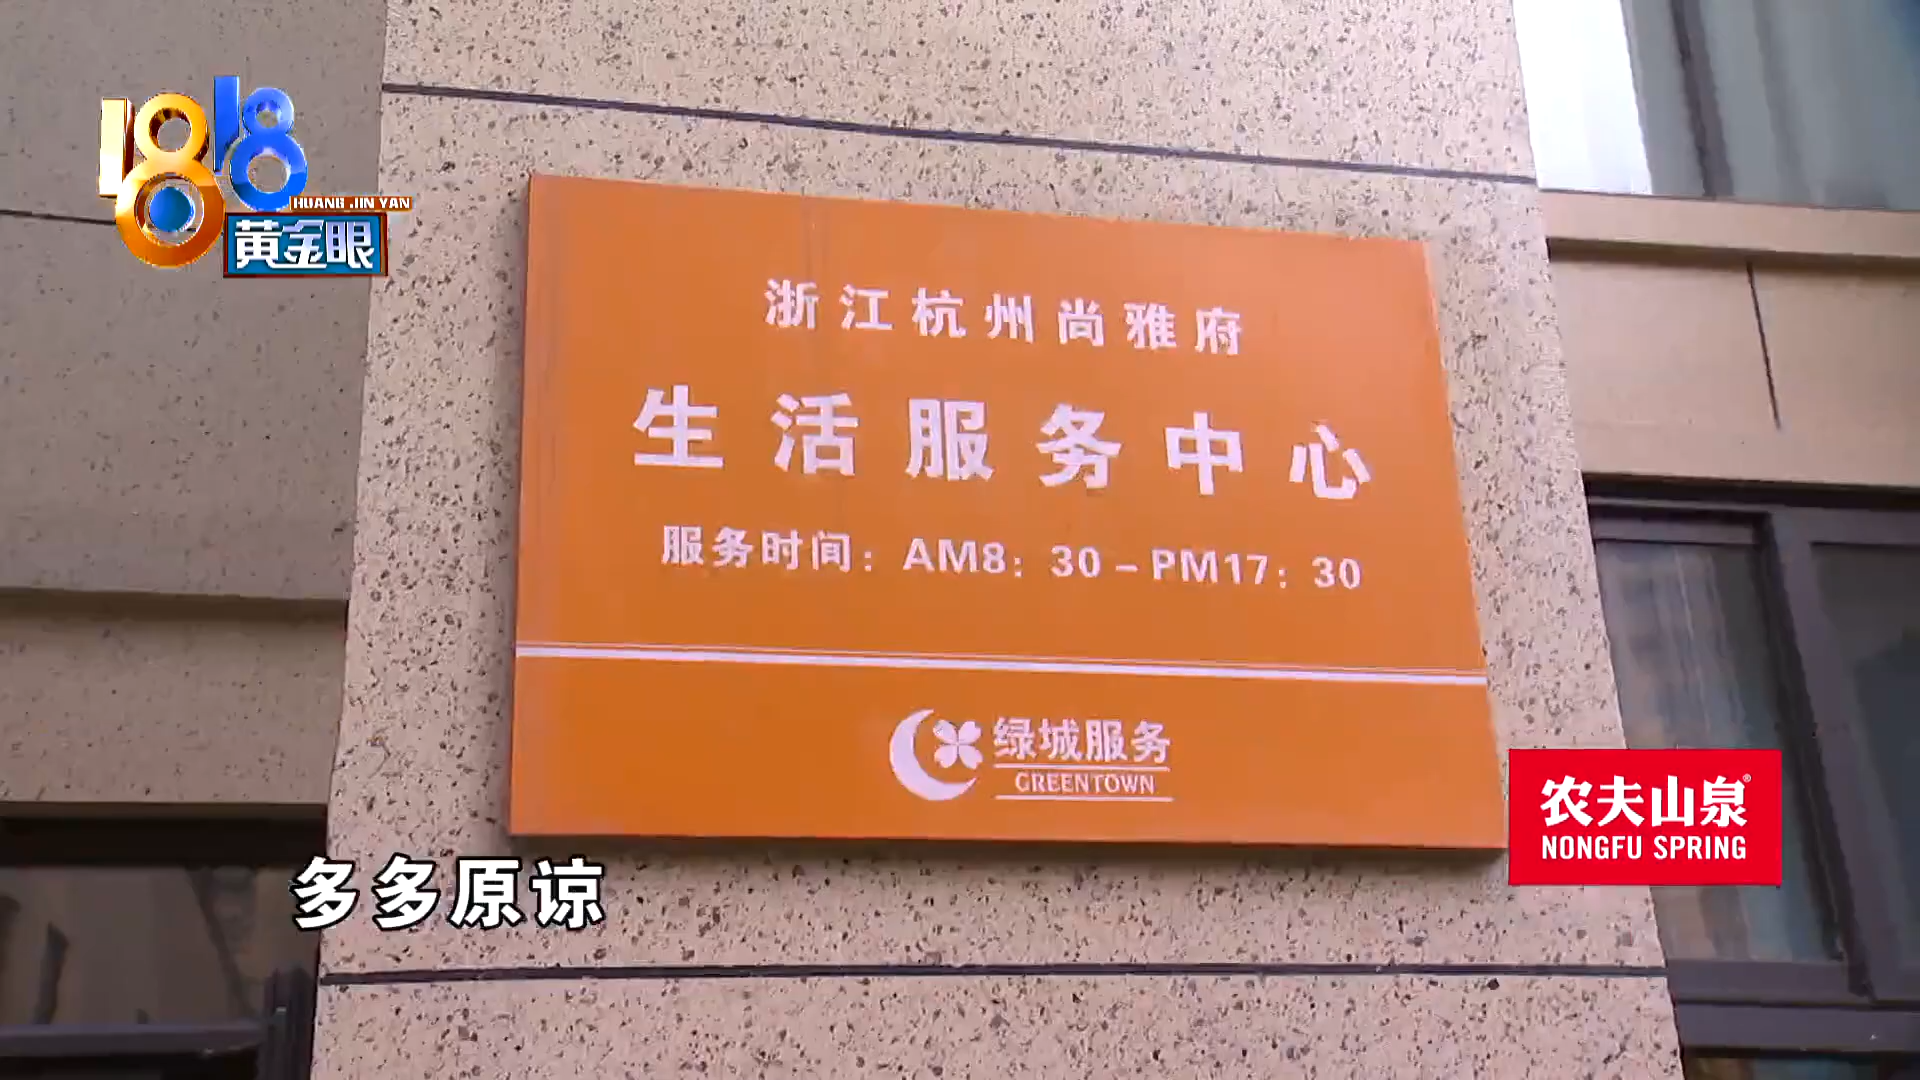 1818
HUANG JIN YAN
黄金眼
浙江杭州尚雅府
生活服务中心
服务时间：AM8：30－PM17：30
绿城服务
GREENTOWN
农夫山泉®
NONGFU SPRING
多多原谅